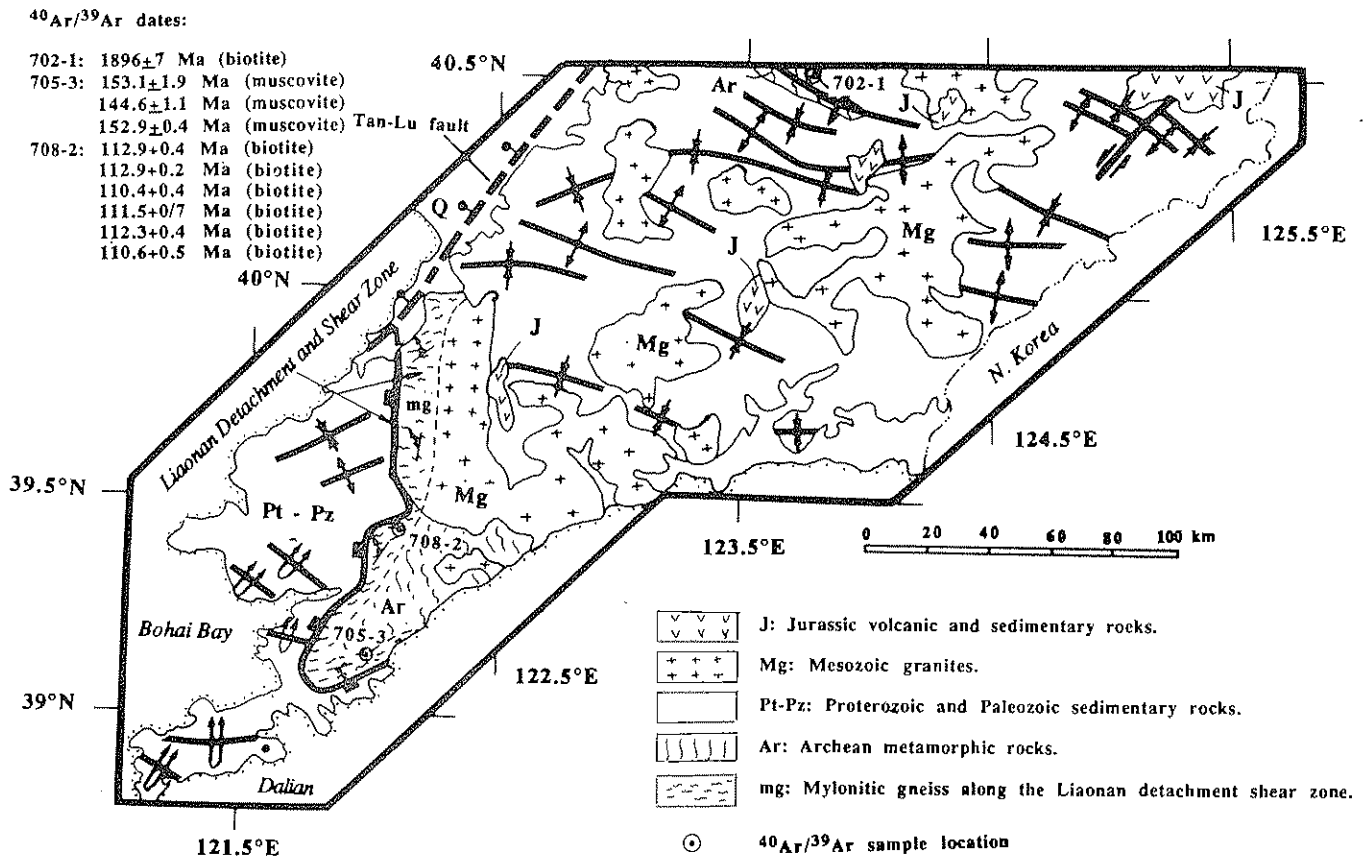 ⁴⁰Ar/³⁹Ar dates:
702-1: 1896±7 Ma (biotite)
705-3: 153.1±1.9 Ma (muscovite)
144.6±1.1 Ma (muscovite)
152.9±0.4 Ma (muscovite)
708-2: 112.9+0.4 Ma (biotite)
112.9+0.2 Ma (biotite)
110.4+0.4 Ma (biotite)
111.5+0/7 Ma (biotite)
112.3+0.4 Ma (biotite)
110.6+0.5 Ma (biotite)
Tan-Lu fault
40.5°N
Ar
702-1
J
J
Q
Mg
125.5°E
40°N
J
Liaonan Detachment and Shear Zone
J
Mg
N. Korea
mg
124.5°E
39.5°N
Pt - Pz
Mg
708-2
123.5°E
0 20 40 60 80 100 km
Ar
Bohai Bay
705-3
122.5°E
39°N
Dalian
121.5°E
J: Jurassic volcanic and sedimentary rocks.
Mg: Mesozoic granites.
Pt-Pz: Proterozoic and Paleozoic sedimentary rocks.
Ar: Archean metamorphic rocks.
mg: Mylonitic gneiss along the Liaonan detachment shear zone.
⁴⁰Ar/³⁹Ar sample location